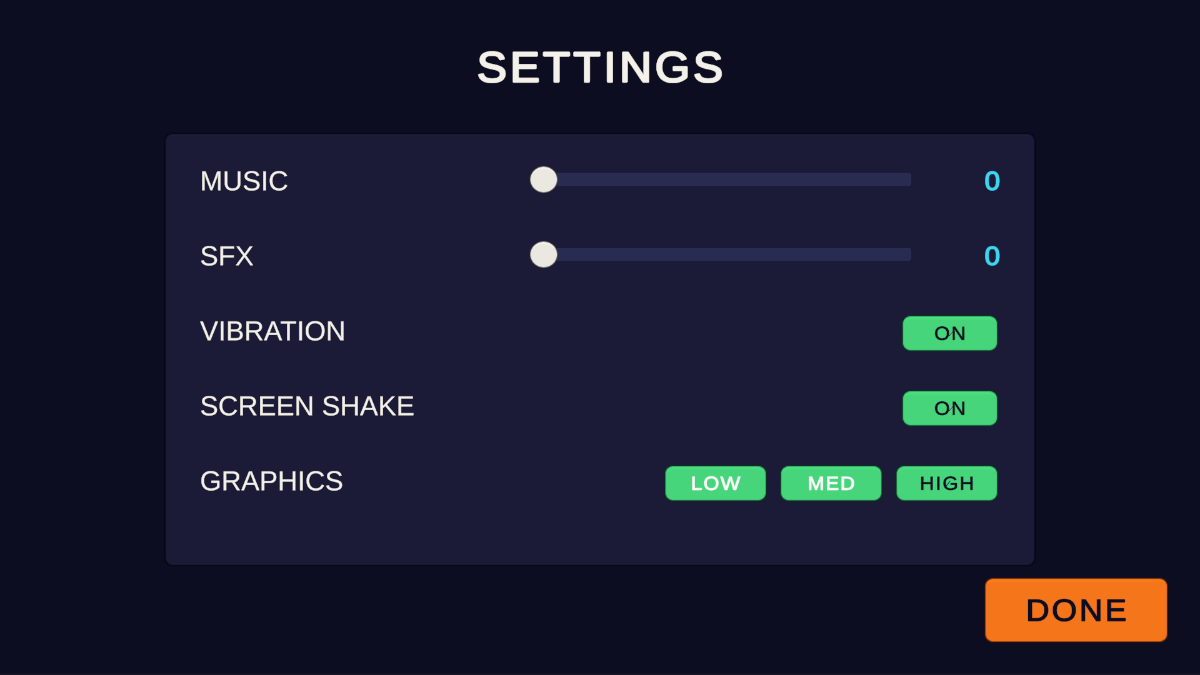 SETTINGS
MUSIC 0
SFX 0
VIBRATION ON
SCREEN SHAKE ON
GRAPHICS LOW MED HIGH
DONE